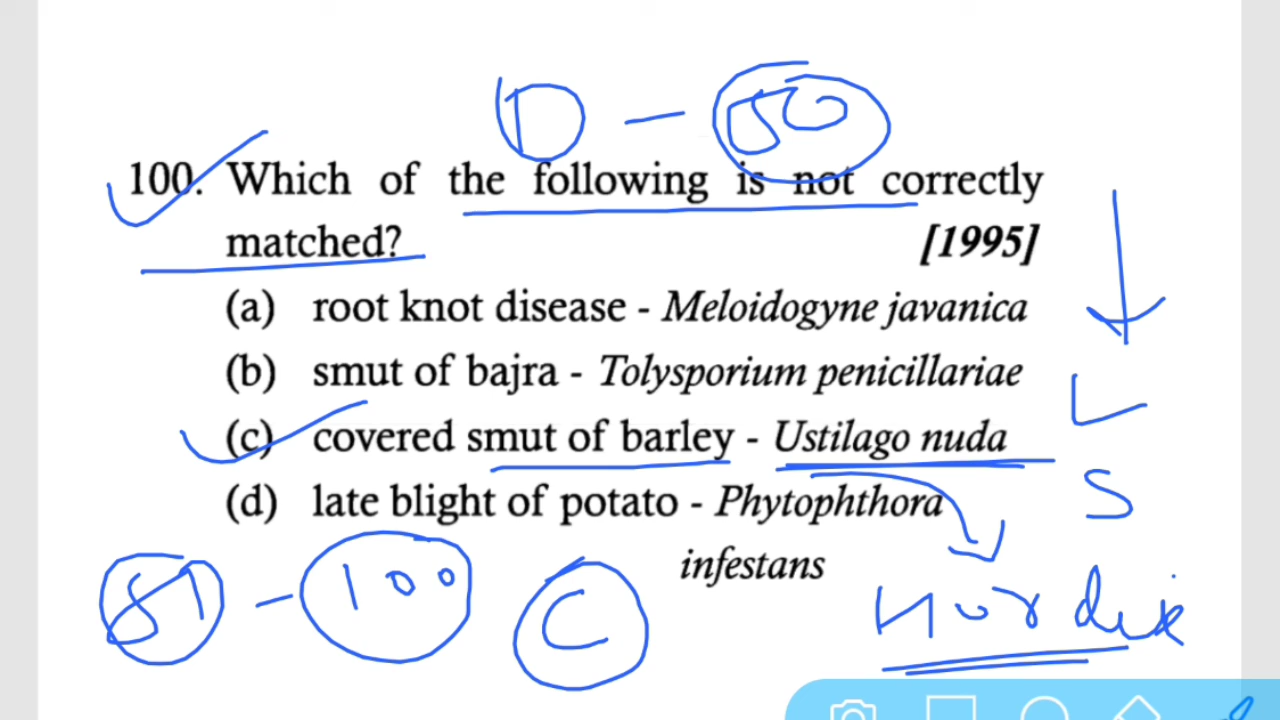 D - 50
100. Which of the following is not correctly
matched? [1995]
(a) root knot disease - Meloidogyne javanica
(b) smut of bajra - Tolysporium penicillariae
(c) covered smut of barley - Ustilago nuda
(d) late blight of potato - Phytophthora
infestans
L
S
51 - 100 C